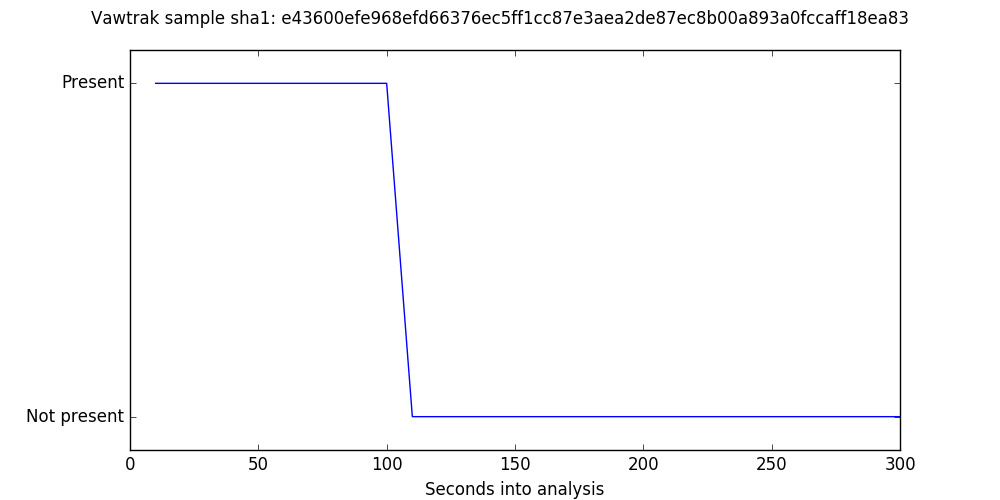 Vawtrak sample sha1: e43600efe968efd66376ec5ff1cc87e3aea2de87ec8b00a893a0fccaff18ea83
Present
Not present
0 50 100 150 200 250 300
Seconds into analysis